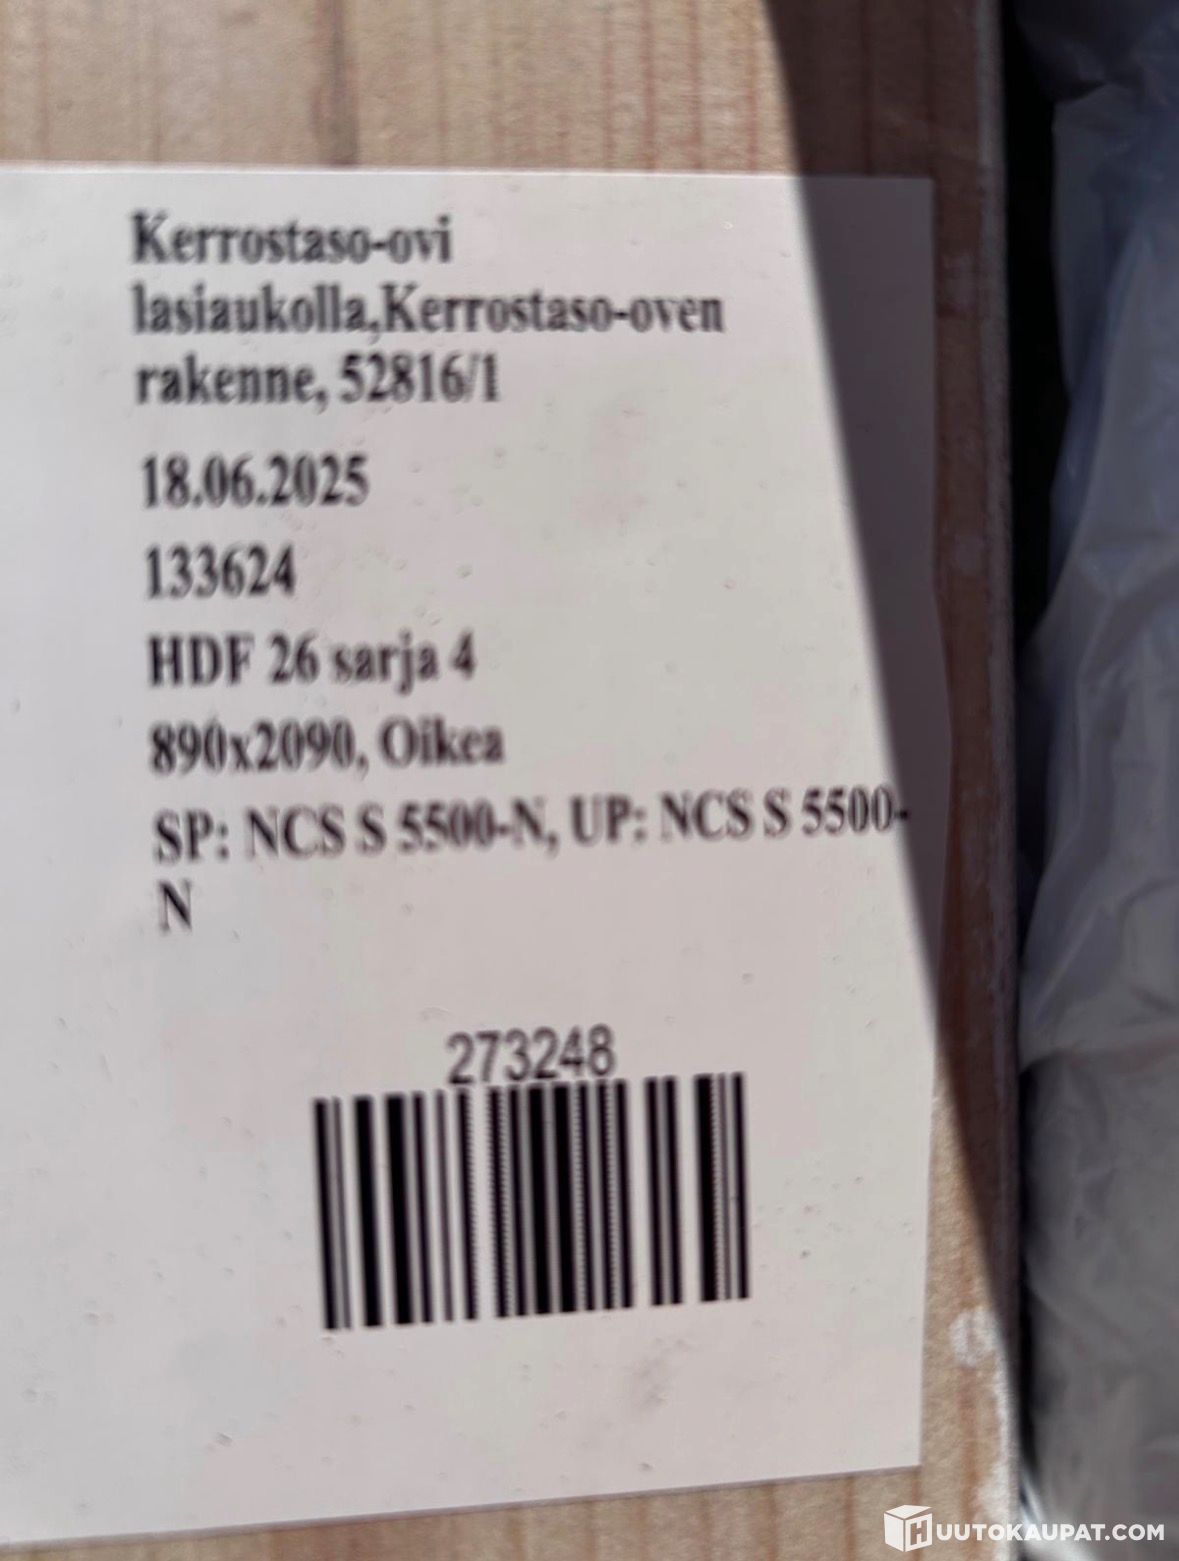 Kerrostaso-ovi
lasiaukolla,Kerrostaso-oven
rakenne, 52816/1
18.06.2025
133624
HDF 26 sarja 4
890x2090, Oikea
SP: NCS S 5500-N, UP: NCS S 5500-
N
273248
HUUTOKAUPAT.COM